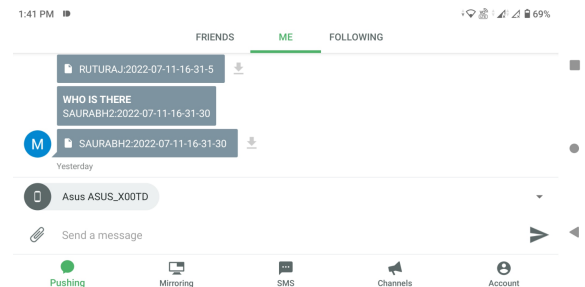 1:41 PM
69%
FRIENDS ME FOLLOWING
RUTURAJ:2022-07-11-16-31-5
WHO IS THERE
SAURABH2:2022-07-11-16-31-30
M
SAURABH2:2022-07-11-16-31-30
Yesterday
Asus ASUS_X00TD
Send a message
Pushing Mirroring SMS Channels Account